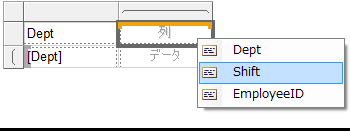 Dept 列
[Dept] データ
Dept
Shift
EmployeeID